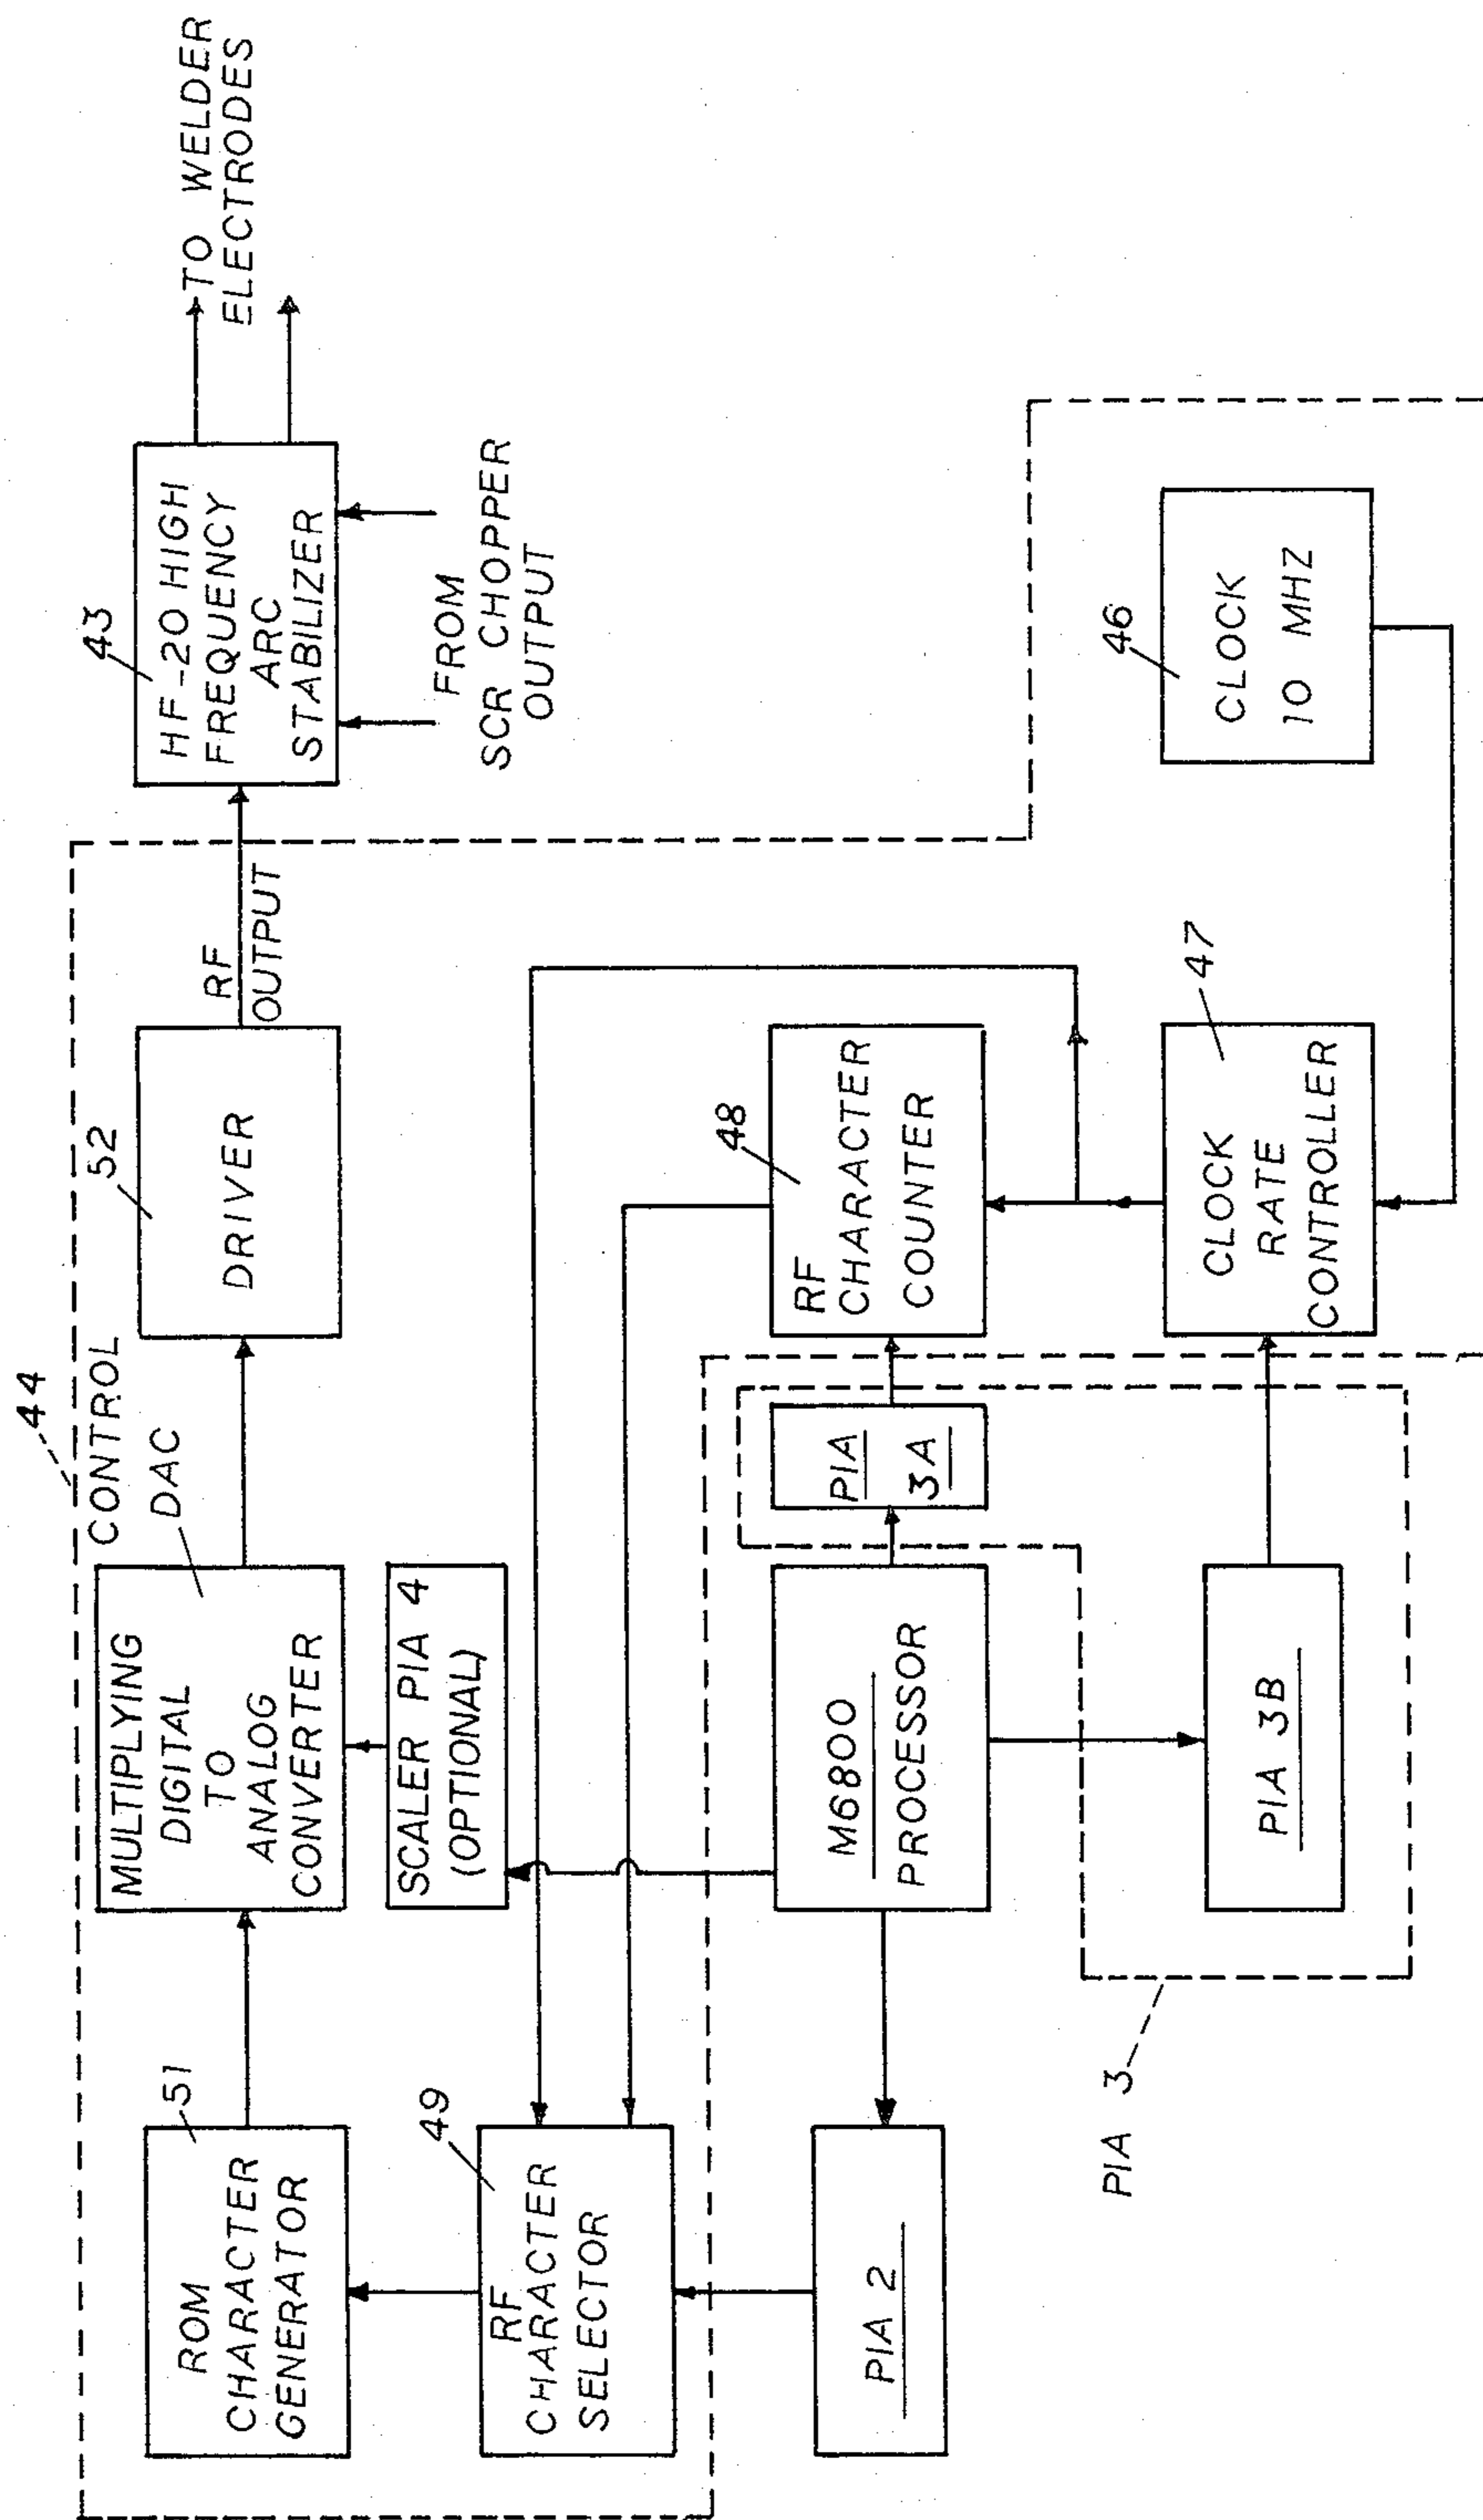 44
CONTROL
51
ROM
CHARACTER
GENERATOR
MULTIPLYING
DIGITAL
TO
ANALOG
CONVERTER
DAC
52
DRIVER
RF
OUTPUT
43
HF-20 HIGH
FREQUENCY
ARC
STABILIZER
TO WELDER
ELECTRODES
FROM
SCR CHOPPER
OUTPUT
SCALER PIA 4
(OPTIONAL)
49
RF
CHARACTER
SELECTOR
48
RF
CHARACTER
COUNTER
PIA
3A
M6800
PROCESSOR
PIA 2
PIA 3
PIA 3B
47
CLOCK
RATE
CONTROLLER
46
CLOCK
10 MHZ